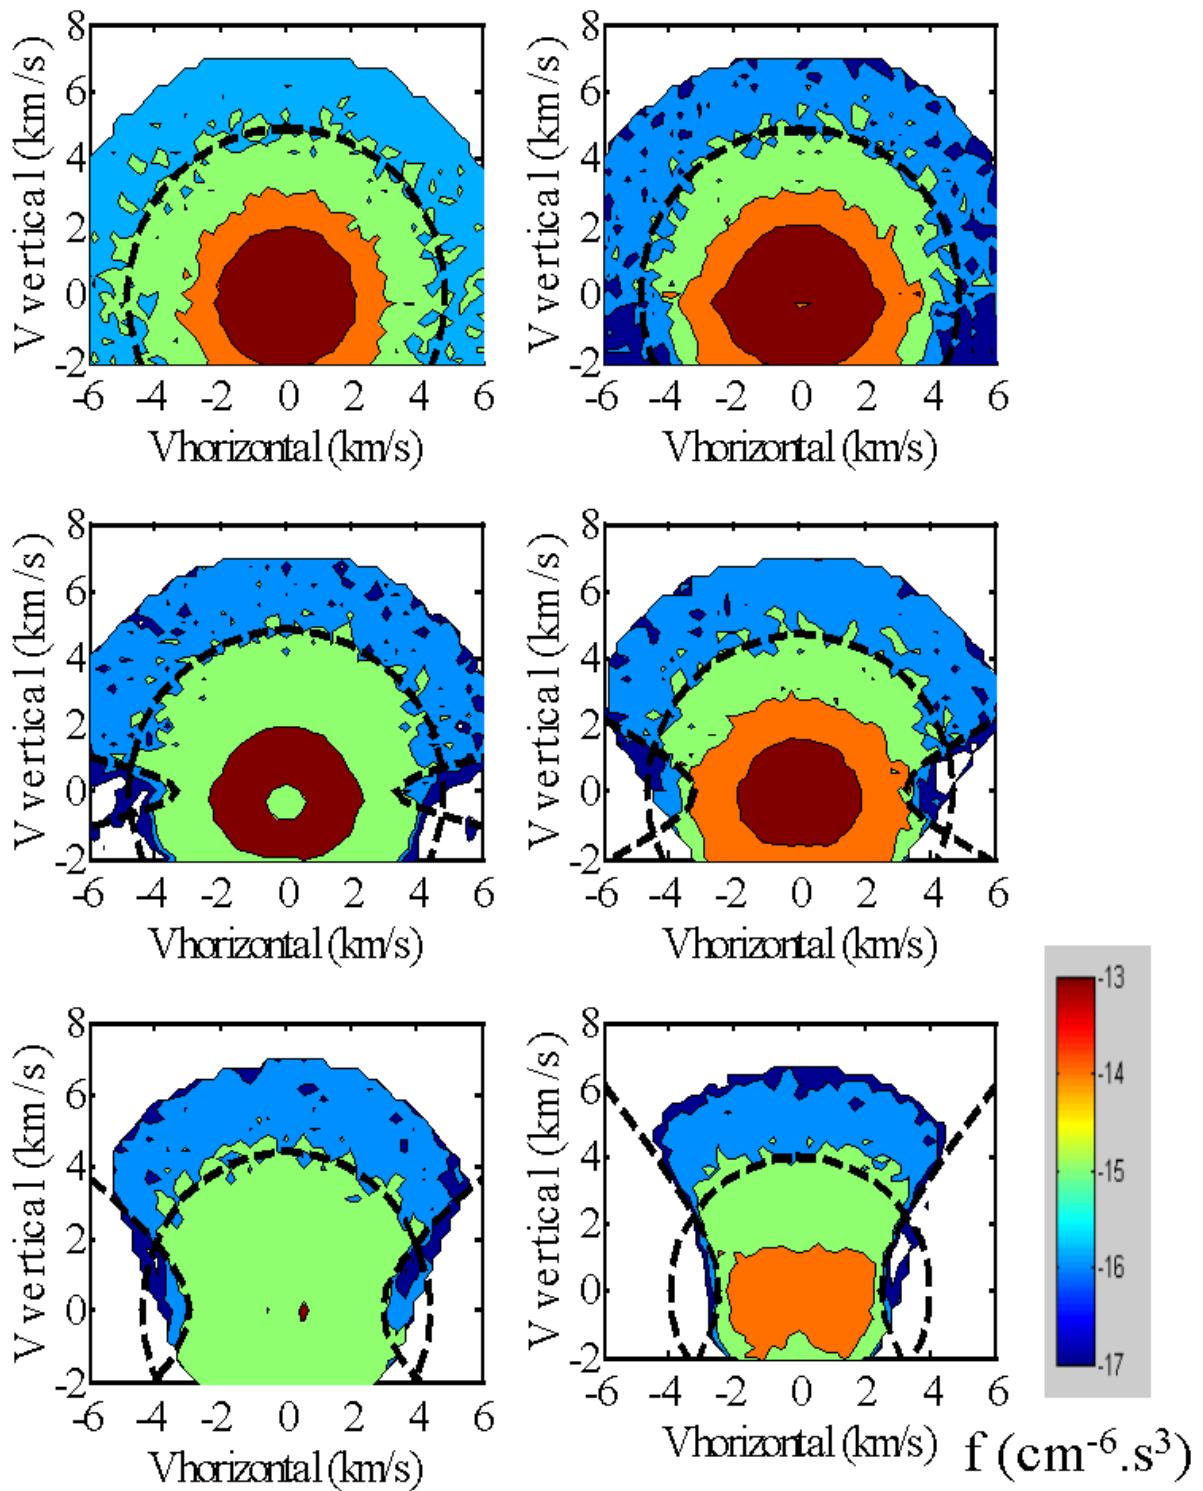 8 8
6 6
4 4
2 2
0 0
-2 -2
-6 -4 -2 0 2 4 6 -6 -4 -2 0 2 4 6
V vertical (km/s) V vertical (km/s)
Vhorizontal (km/s) Vhorizontal (km/s)
8 8
6 6
4 4
2 2
0 0
-2 -2
-6 -4 -2 0 2 4 6 -6 -4 -2 0 2 4 6
V vertical (km/s) V vertical (km/s)
Vhorizontal (km/s) Vhorizontal (km/s)
8 8
6 6
4 4
2 2
0 0
-2 -2
-6 -4 -2 0 2 4 6 -6 -4 -2 0 2 4 6
V vertical (km/s) V vertical (km/s)
Vhorizontal (km/s) Vhorizontal (km/s)
-13
-14
-15
-16
-17
f (cm⁻⁶.s³)